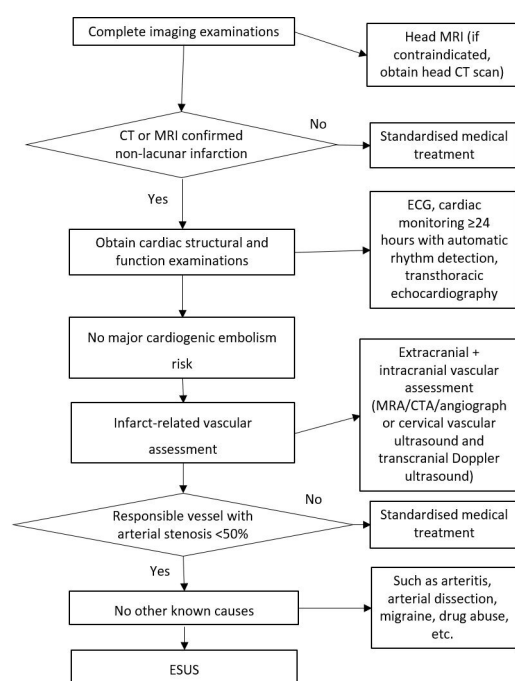 Complete imaging examinations
Head MRI (if
contraindicated,
obtain head CT scan)
CT or MRI confirmed
non-lacunar infarction
No
Standardised medical
treatment
Yes
Obtain cardiac structural and
function examinations
ECG, cardiac
monitoring ≥24
hours with automatic
rhythm detection,
transthoracic
echocardiography
No major cardiogenic embolism
risk
Infarct-related vascular
assessment
Extracranial +
intracranial vascular
assessment
(MRA/CTA/angiograph
or cervical vascular
ultrasound and
transcranial Doppler
ultrasound)
Responsible vessel with
arterial stenosis <50%
No
Standardised medical
treatment
Yes
No other known causes
Such as arteritis,
arterial dissection,
migraine, drug abuse,
etc.
ESUS